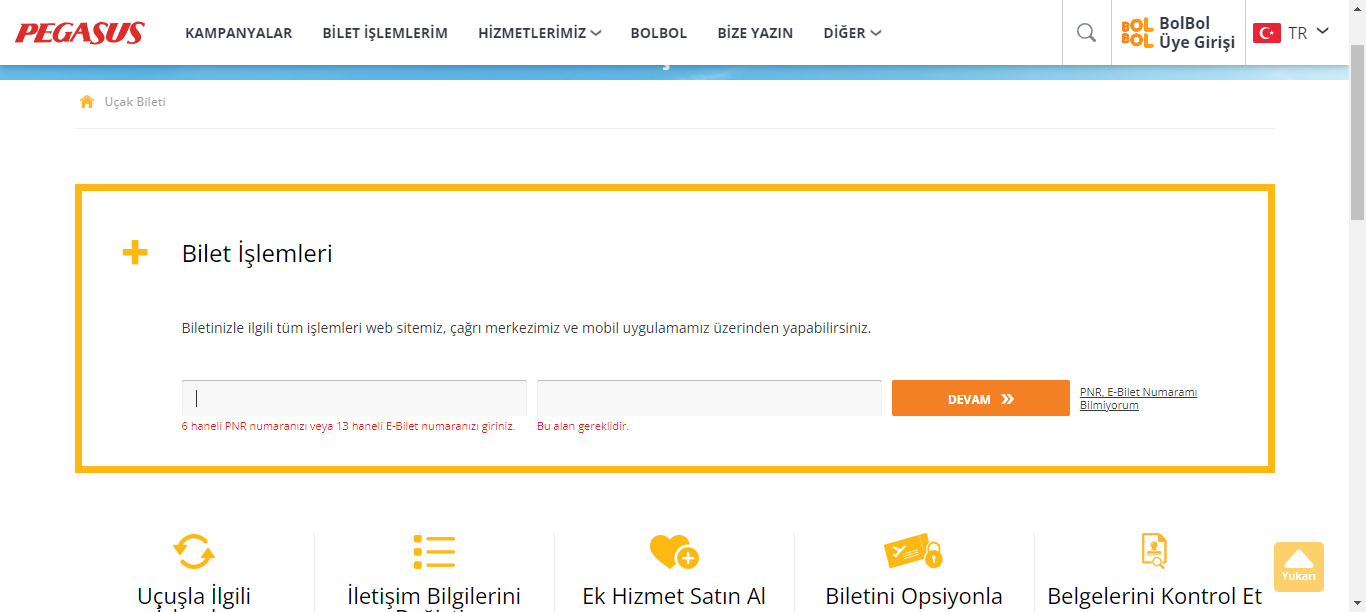 PEGASUS
KAMPANYALAR
BİLET İŞLEMLERİM
HİZMETLERİMİZ
BOLBOL
BİZE YAZIN
DİĞER
BOL
BOL
BolBol
Üye Girişi
TR
Uçak Bileti
Bilet İşlemleri
Biletinizle ilgili tüm işlemleri web sitemiz, çağrı merkezimiz ve mobil uygulamamız üzerinden yapabilirsiniz.
DEVAM
PNR, E-Bilet Numaramı
Bilmiyorum
6 haneli PNR numaranızı veya 13 haneli E-Bilet numaranızı giriniz.
Bu alan gereklidir.
Yukarı
Uçuşla İlgili
İletişim Bilgilerini
Ek Hizmet Satın Al
Biletini Opsiyonla
Belgelerini Kontrol Et